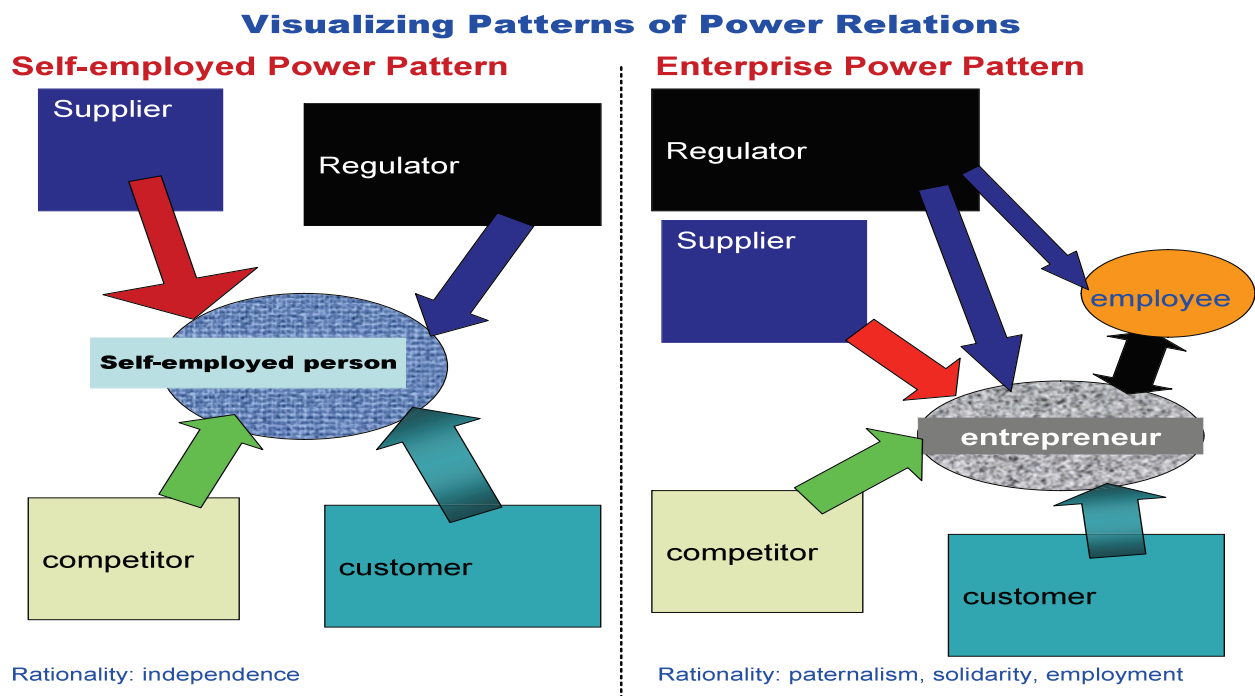 Visualizing Patterns of Power Relations
Self-employed Power Pattern
Supplier
Regulator
Self-employed person
competitor
customer
Rationality: independence
Enterprise Power Pattern
Regulator
Supplier
employee
entrepreneur
competitor
customer
Rationality: paternalism, solidarity, employment